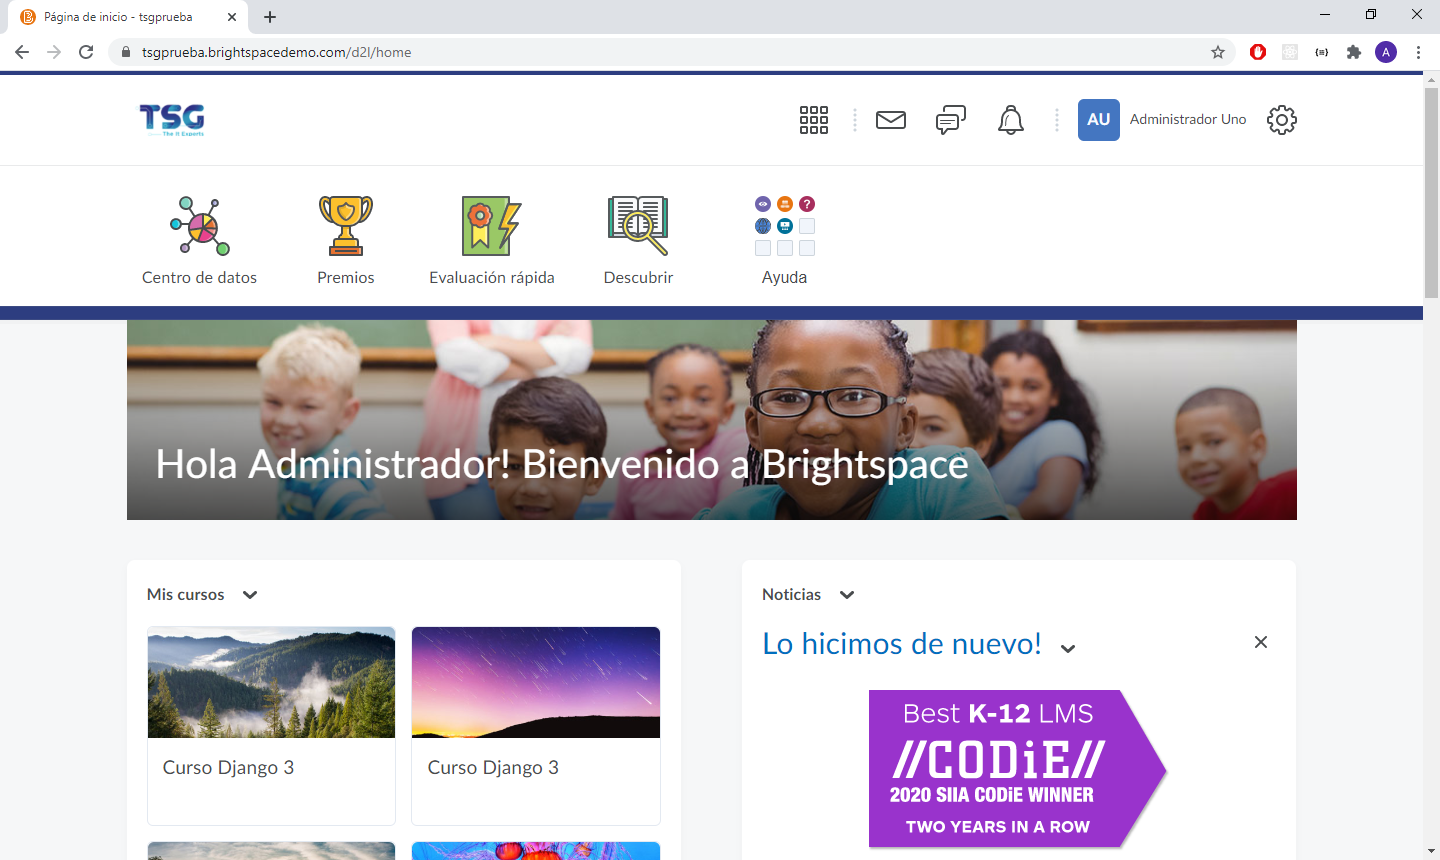 Página de inicio - tsgprueba
tsgprueba.brightspacedemo.com/d2l/home
A
TSG
The It Experts
AU
Administrador Uno
Centro de datos
Premios
Evaluación rápida
Descubrir
Ayuda
Hola Administrador! Bienvenido a Brightspace
Mis cursos
Noticias
Lo hicimos de nuevo!
Curso Django 3
Curso Django 3
Best K-12 LMS
//CODiE//
2020 SIIA CODiE WINNER
TWO YEARS IN A ROW